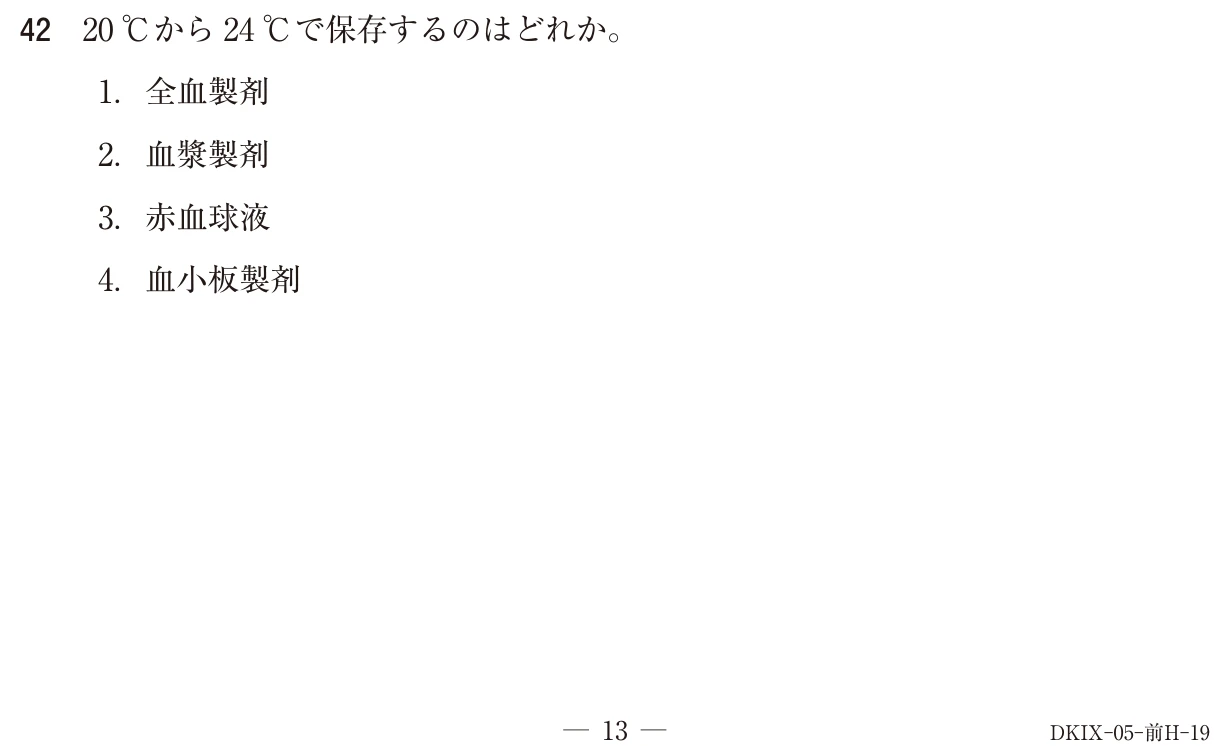 42 20 ℃から 24 ℃で保存するのはどれか。
1. 全血製剤
2. 血漿製剤
3. 赤血球液
4. 血小板製剤
— 13 —
DKIX-05-前H-19